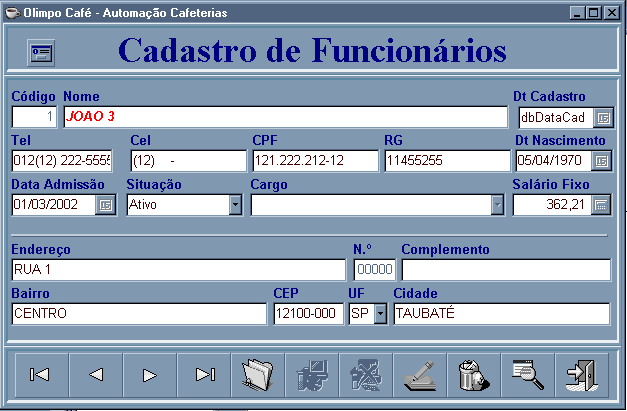 Olimpo Café - Automação Cafeterias
Cadastro de Funcionários
Código Nome Dt Cadastro
1 JOAO 3 dbDataCad
Tel Cel CPF RG Dt Nascimento
012(12) 222-5555 (12) - 121.222.212-12 11455255 05/04/1970
Data Admissão Situação Cargo Salário Fixo
01/03/2002 Ativo 362,21
Endereço N.º Complemento
RUA 1 00000
Bairro CEP UF Cidade
CENTRO 12100-000 SP TAUBATÉ